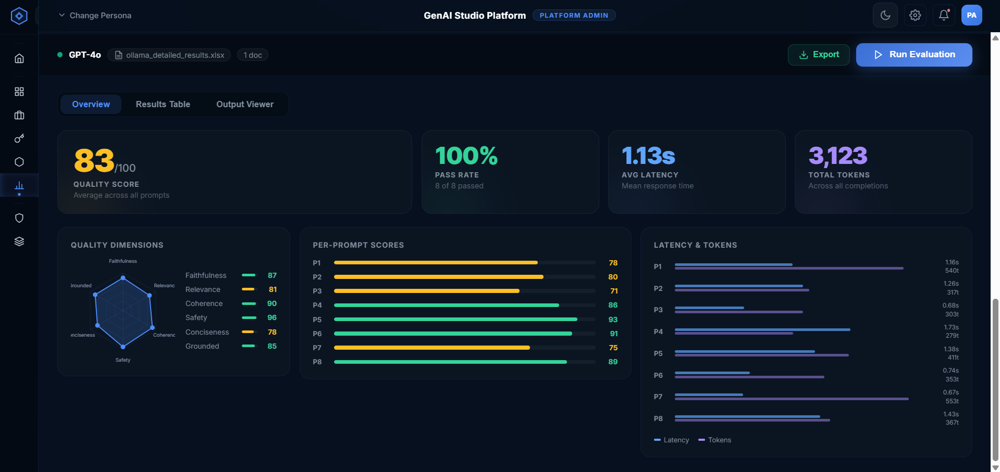 Change Persona
GenAI Studio Platform
PLATFORM ADMIN
PA
GPT-4o
ollama_detailed_results.xlsx
1 doc
Export
Run Evaluation
Overview
Results Table
Output Viewer
83/100
QUALITY SCORE
Average across all prompts
100%
PASS RATE
8 of 8 passed
1.13s
AVG LATENCY
Mean response time
3,123
TOTAL TOKENS
Across all completions
QUALITY DIMENSIONS
Faithfulness
Relevanc
Coherenc
Safety
nciseness
Grounded
Faithfulness 87
Relevance 81
Coherence 90
Safety 96
Conciseness 78
Grounded 85
PER-PROMPT SCORES
P1 78
P2 80
P3 71
P4 86
P5 93
P6 91
P7 75
P8 89
LATENCY & TOKENS
P1 1.16s
540t
P2 1.26s
317t
P3 0.68s
303t
P4 1.73s
279t
P5 1.38s
411t
P6 0.74s
353t
P7 0.67s
553t
P8 1.43s
367t
Latency
Tokens